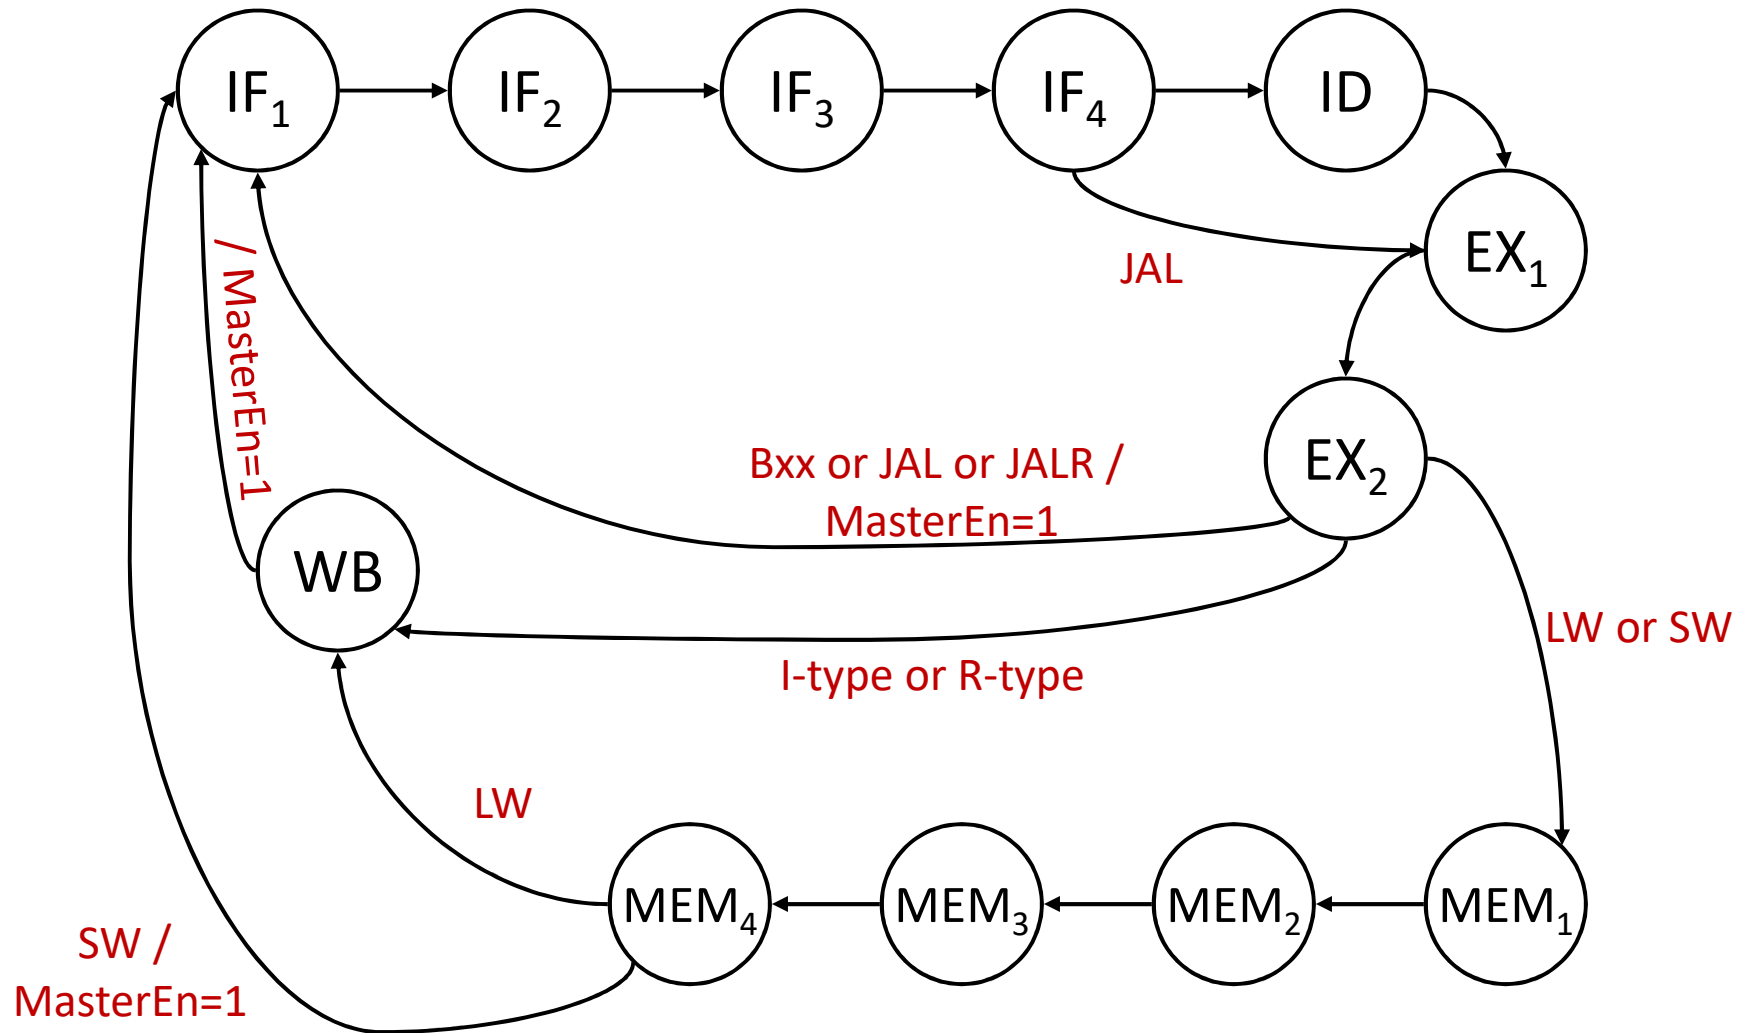 IF₁
IF₂
IF₃
IF₄
ID
EX₁
JAL
/ MasterEn=1
EX₂
Bxx or JAL or JALR /
MasterEn=1
WB
LW or SW
I-type or R-type
LW
MEM₄
MEM₃
MEM₂
MEM₁
SW /
MasterEn=1